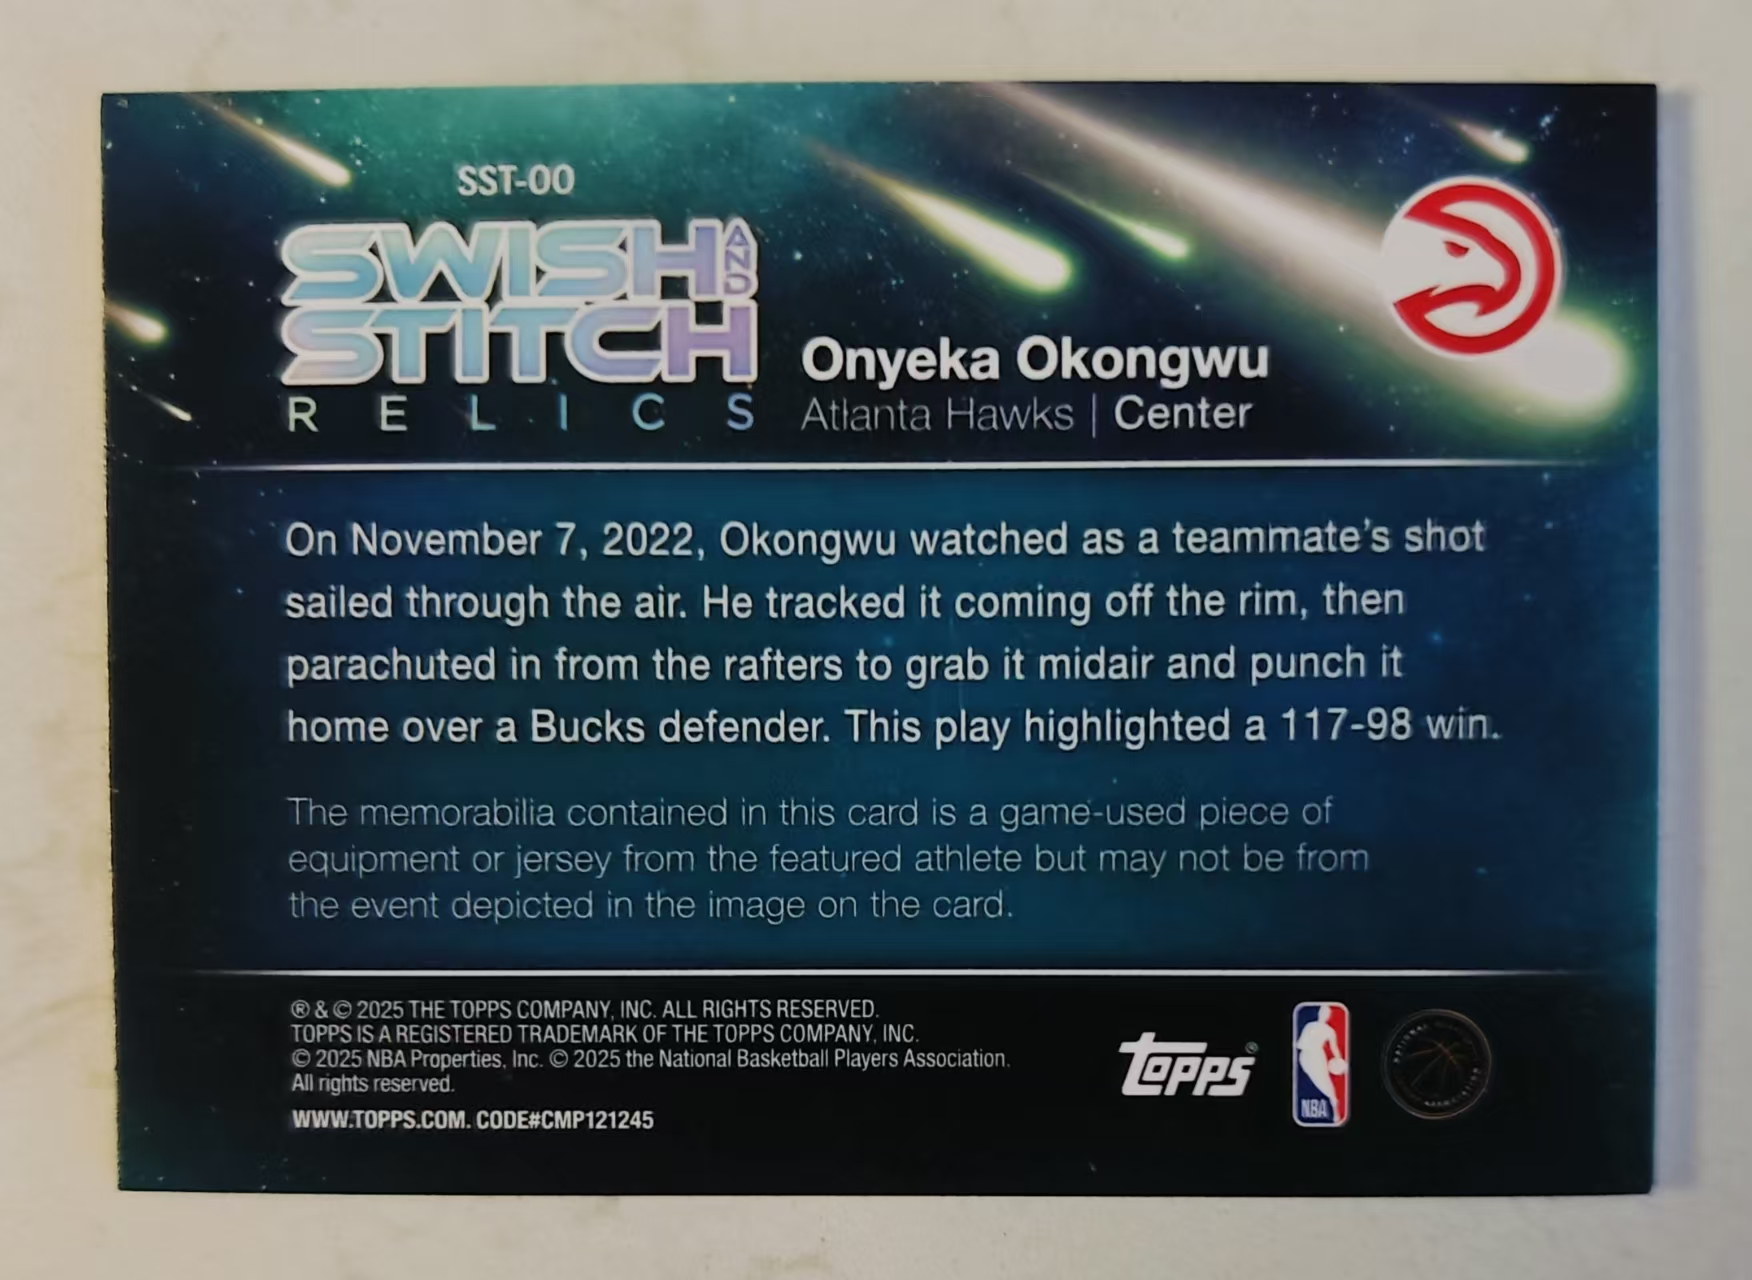 SST-OO
SWISH AND
STITCH
RELICS
Onyeka Okongwu
Atlanta Hawks | Center
On November 7, 2022, Okongwu watched as a teammate's shot
sailed through the air. He tracked it coming off the rim, then
parachuted in from the rafters to grab it midair and punch it
home over a Bucks defender. This play highlighted a 117-98 win.
The memorabilia contained in this card is a game-used piece of
equipment or jersey from the featured athlete but may not be from
the event depicted in the image on the card.
® & © 2025 THE TOPPS COMPANY, INC. ALL RIGHTS RESERVED.
TOPPS IS A REGISTERED TRADEMARK OF THE TOPPS COMPANY, INC.
© 2025 NBA Properties, Inc. © 2025 the National Basketball Players Association.
All rights reserved.
WWW.TOPPS.COM. CODE#CMP121245
Topps®
NBA